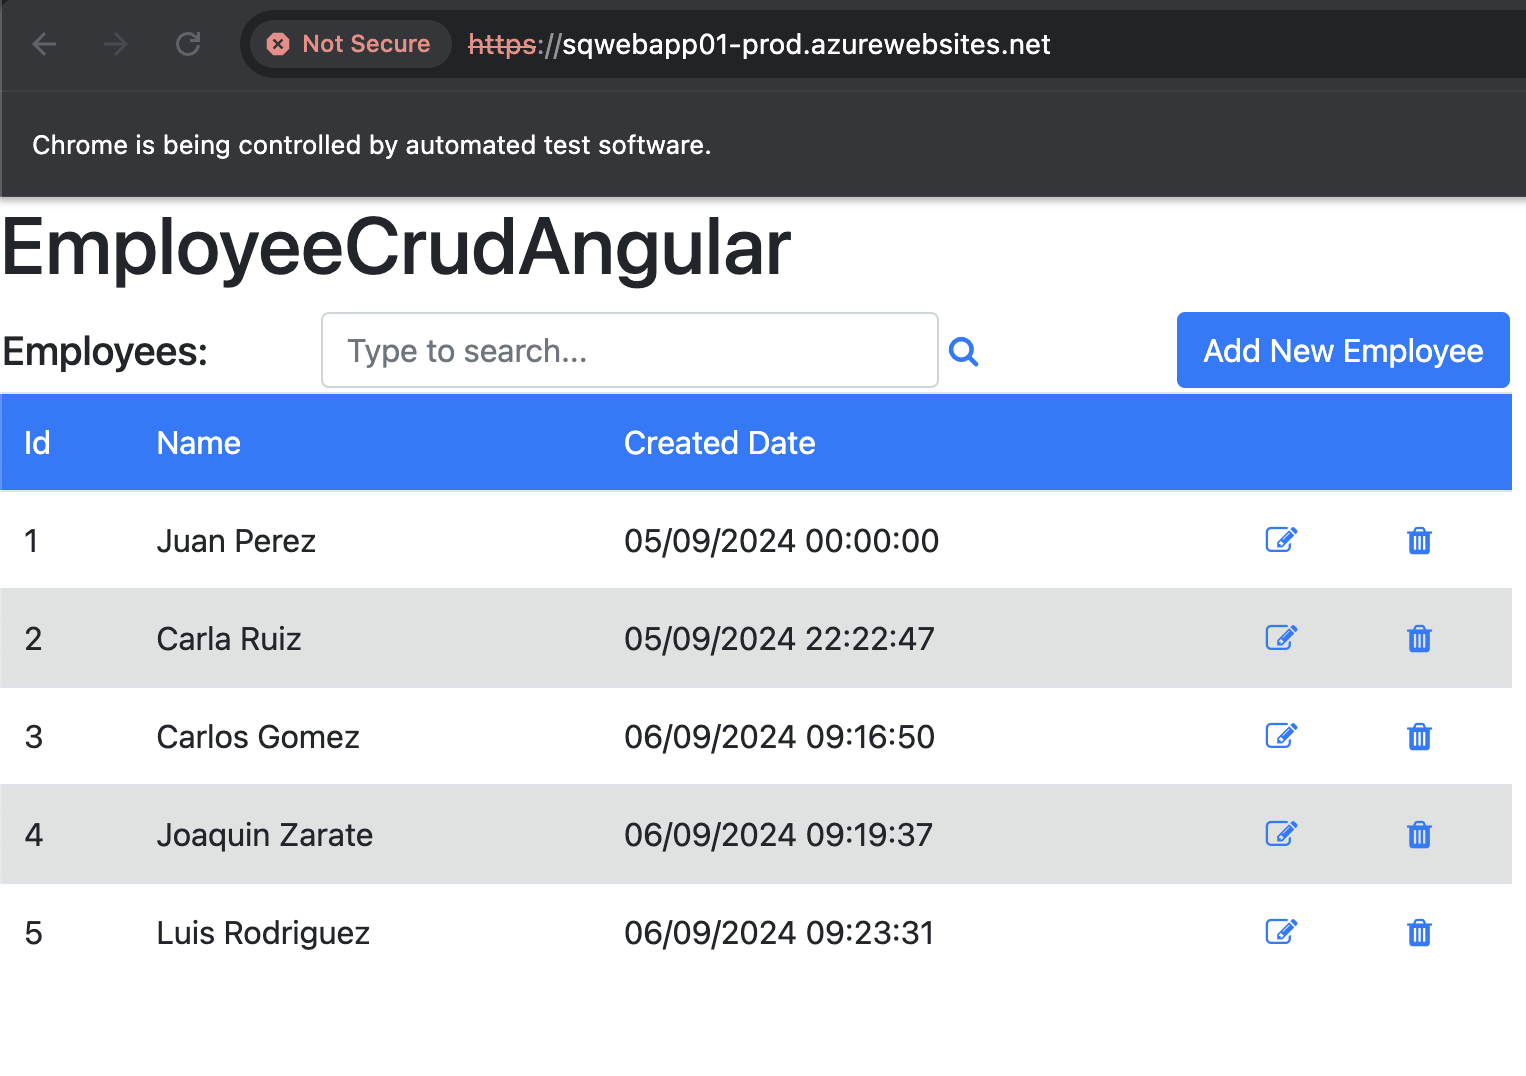 Not Secure https://sqwebapp01-prod.azurewebsites.net
Chrome is being controlled by automated test software.
EmployeeCrudAngular
Employees: Type to search... Add New Employee
Id Name Created Date
1 Juan Perez 05/09/2024 00:00:00
2 Carla Ruiz 05/09/2024 22:22:47
3 Carlos Gomez 06/09/2024 09:16:50
4 Joaquin Zarate 06/09/2024 09:19:37
5 Luis Rodriguez 06/09/2024 09:23:31